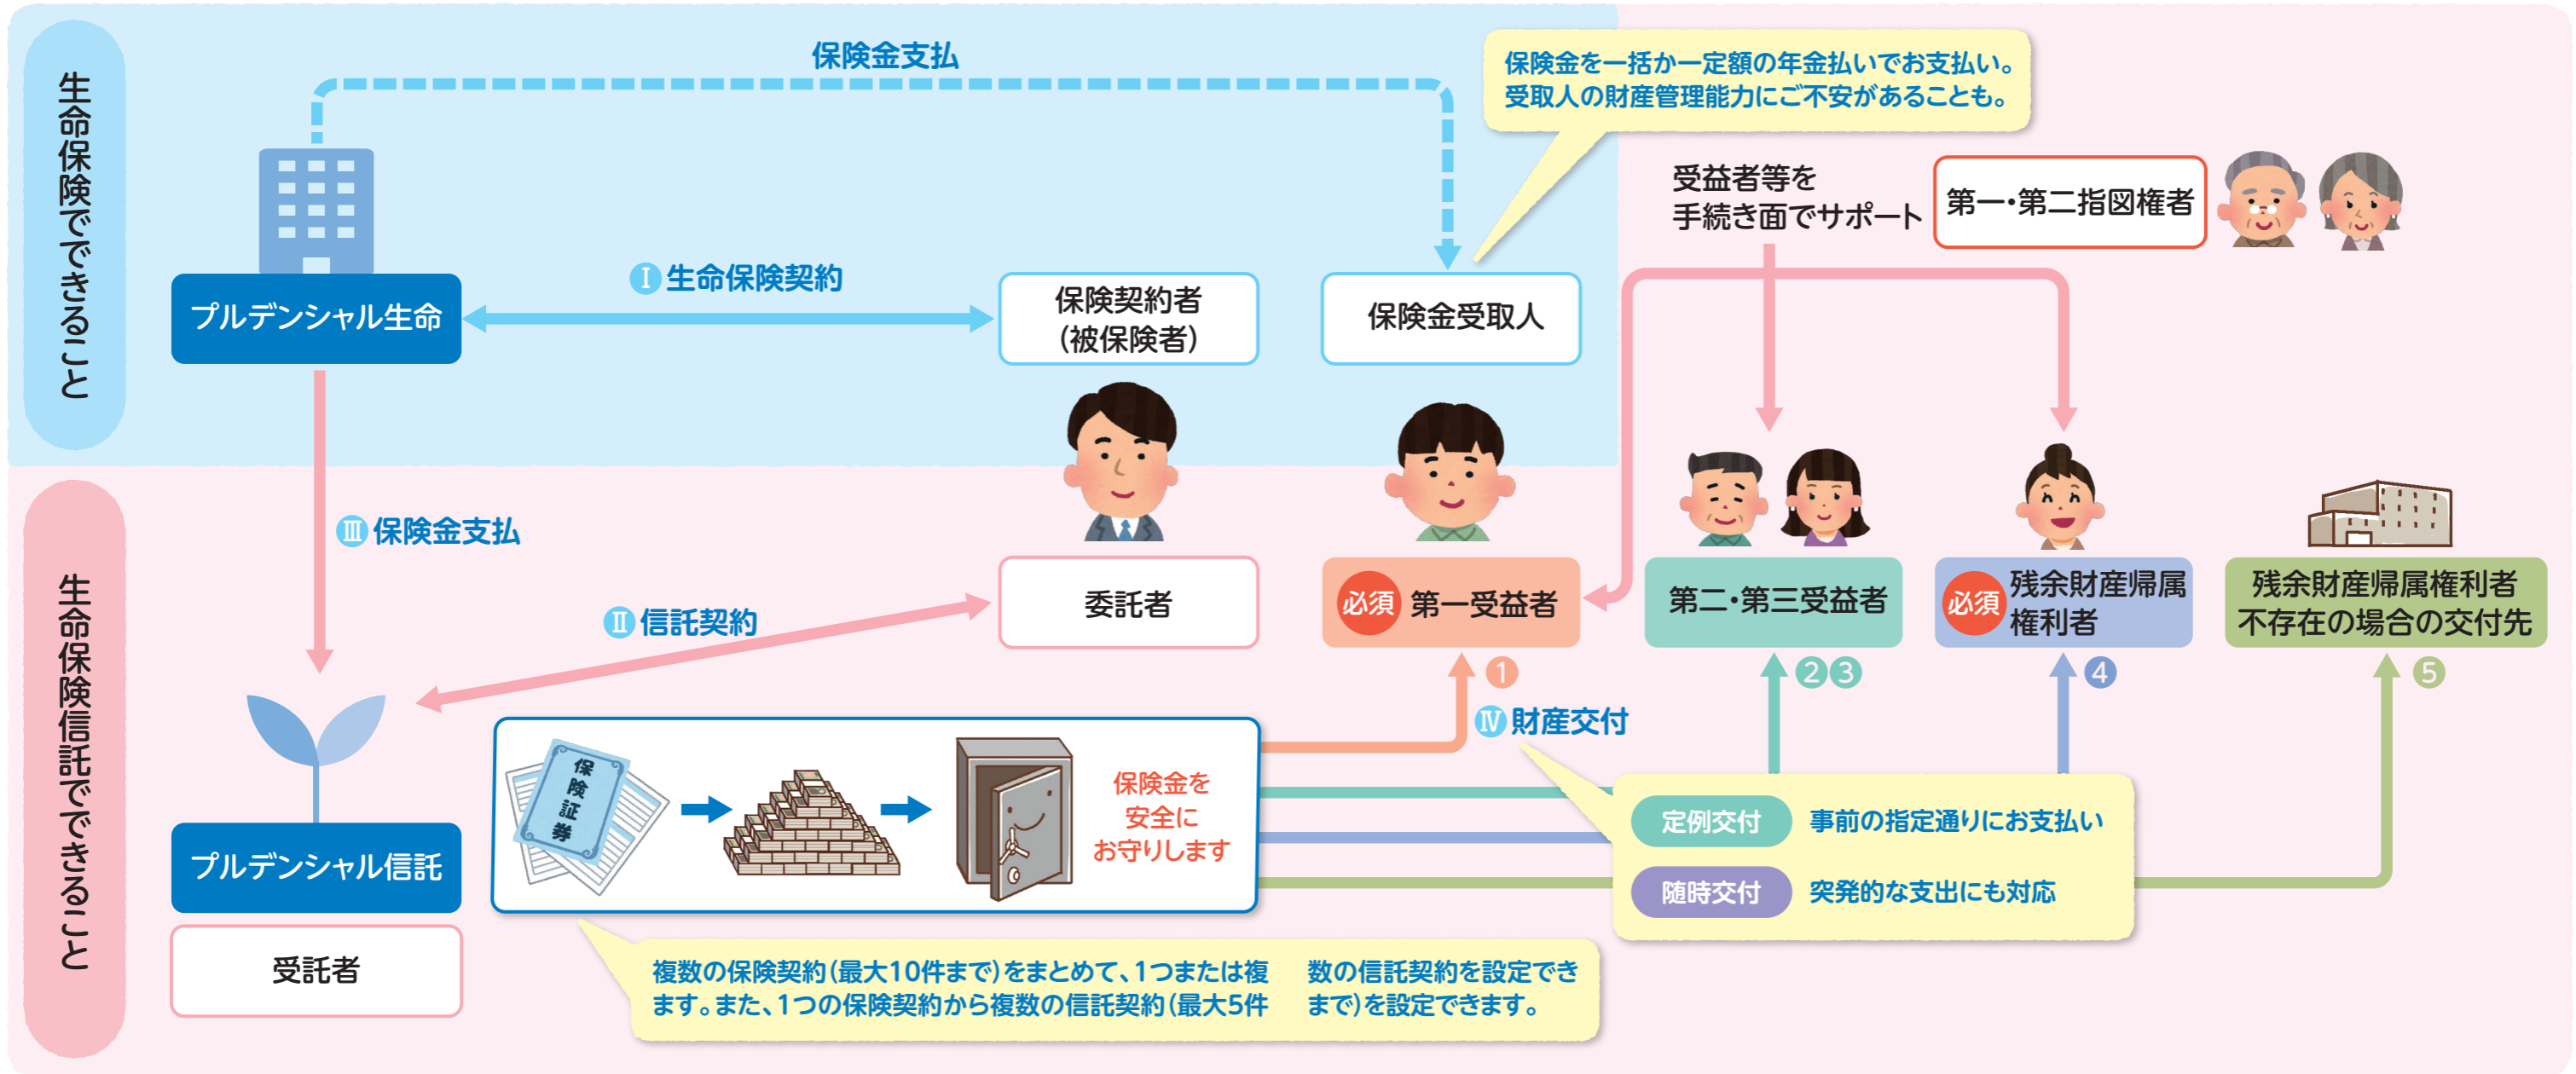 生命保険でできること
保険金支払
保険金を一括か一定額の年金払いでお支払い。
受取人の財産管理能力にご不安があることも。
プルデンシャル生命
Ⅰ 生命保険契約
保険契約者
(被保険者)
保険金受取人
受益者等を
手続き面でサポート
第一・第二指図権者
生命保険信託でできること
Ⅲ 保険金支払
Ⅱ 信託契約
委託者
必須 第一受益者
第二・第三受益者
必須
残余財産帰属
権利者
残余財産帰属権利者
不存在の場合の交付先
1
2 3
4
5
Ⅳ 財産交付
プルデンシャル信託
受託者
保険証券
保険金を
安全に
お守りします
定例交付 事前の指定通りにお支払い
随時交付 突発的な支出にも対応
複数の保険契約(最大10件まで)をまとめて、1つまたは複 数の信託契約を設定でき
ます。また、1つの保険契約から複数の信託契約(最大5件 まで)を設定できます。